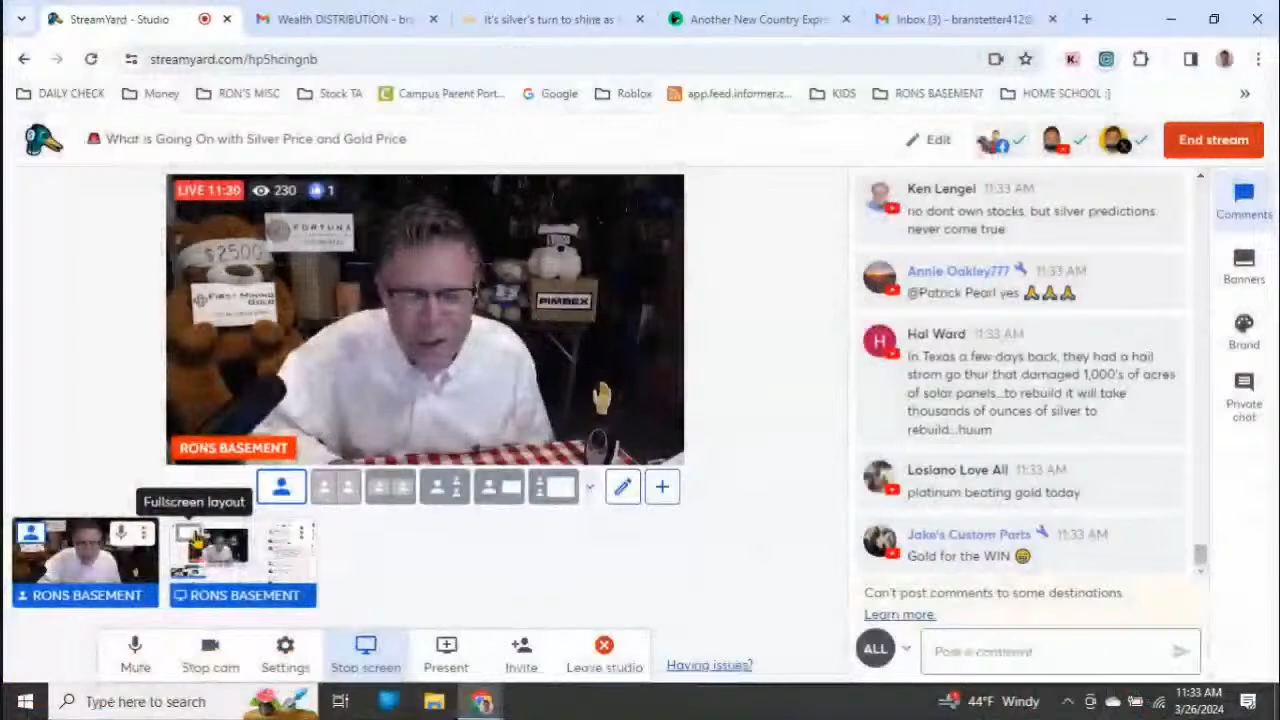 StreamYard - Studio
Wealth DISTRIBUTION - br
It's silver's turn to shine as
Another New Country Expr
Inbox (3) - branstetter412@
streamyard.com/hp5hcingnb
DAILY CHECK
Money
RON'S MISC
Stock TA
Campus Parent Port...
Google
Roblox
app.feed.informer.c...
KIDS
RONS BASEMENT
HOME SCHOOL :]
What is Going On with Silver Price and Gold Price
Edit
End stream
LIVE 11:30
230
1
$2500
FORTUNA
FIRST MINING GOLD
PIMBEX
RONS BASEMENT
Fullscreen layout
RONS BASEMENT
RONS BASEMENT
Mute
Stop cam
Settings
Stop screen
Present
Invite
Leave studio
Having issues?
Ken Lengel 11:33 AM
no dont own stocks, but silver predictions
never come true
Annie Oakley777 11:33 AM
@Patrick Pearl yes 🙏🙏🙏
H
Hal Ward 11:33 AM
In Texas a few days back, they had a hail
strom go thur that damaged 1,000's of acres
of solar panels...to rebuild it will take
thousands of ounces of silver to
rebuild...huum
Losiano Love All 11:33 AM
platinum beating gold today
Jake's Custom Parts 11:33 AM
Gold for the WIN 😁
Can't post comments to some destinations.
Learn more.
ALL
Post a comment
Comments
Banners
Brand
Private
chat
Type here to search
44°F Windy
11:33 AM
3/26/2024